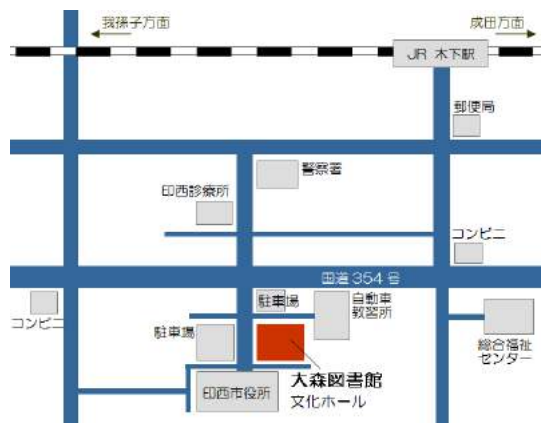 我孫子方面
成田方面
JR 木下駅
郵便局
警察署
印西診療所
コンビニ
国道354号
駐車場
自動車
教習所
コンビニ
駐車場
総合福祉
センター
大森図書館
文化ホール
印西市役所